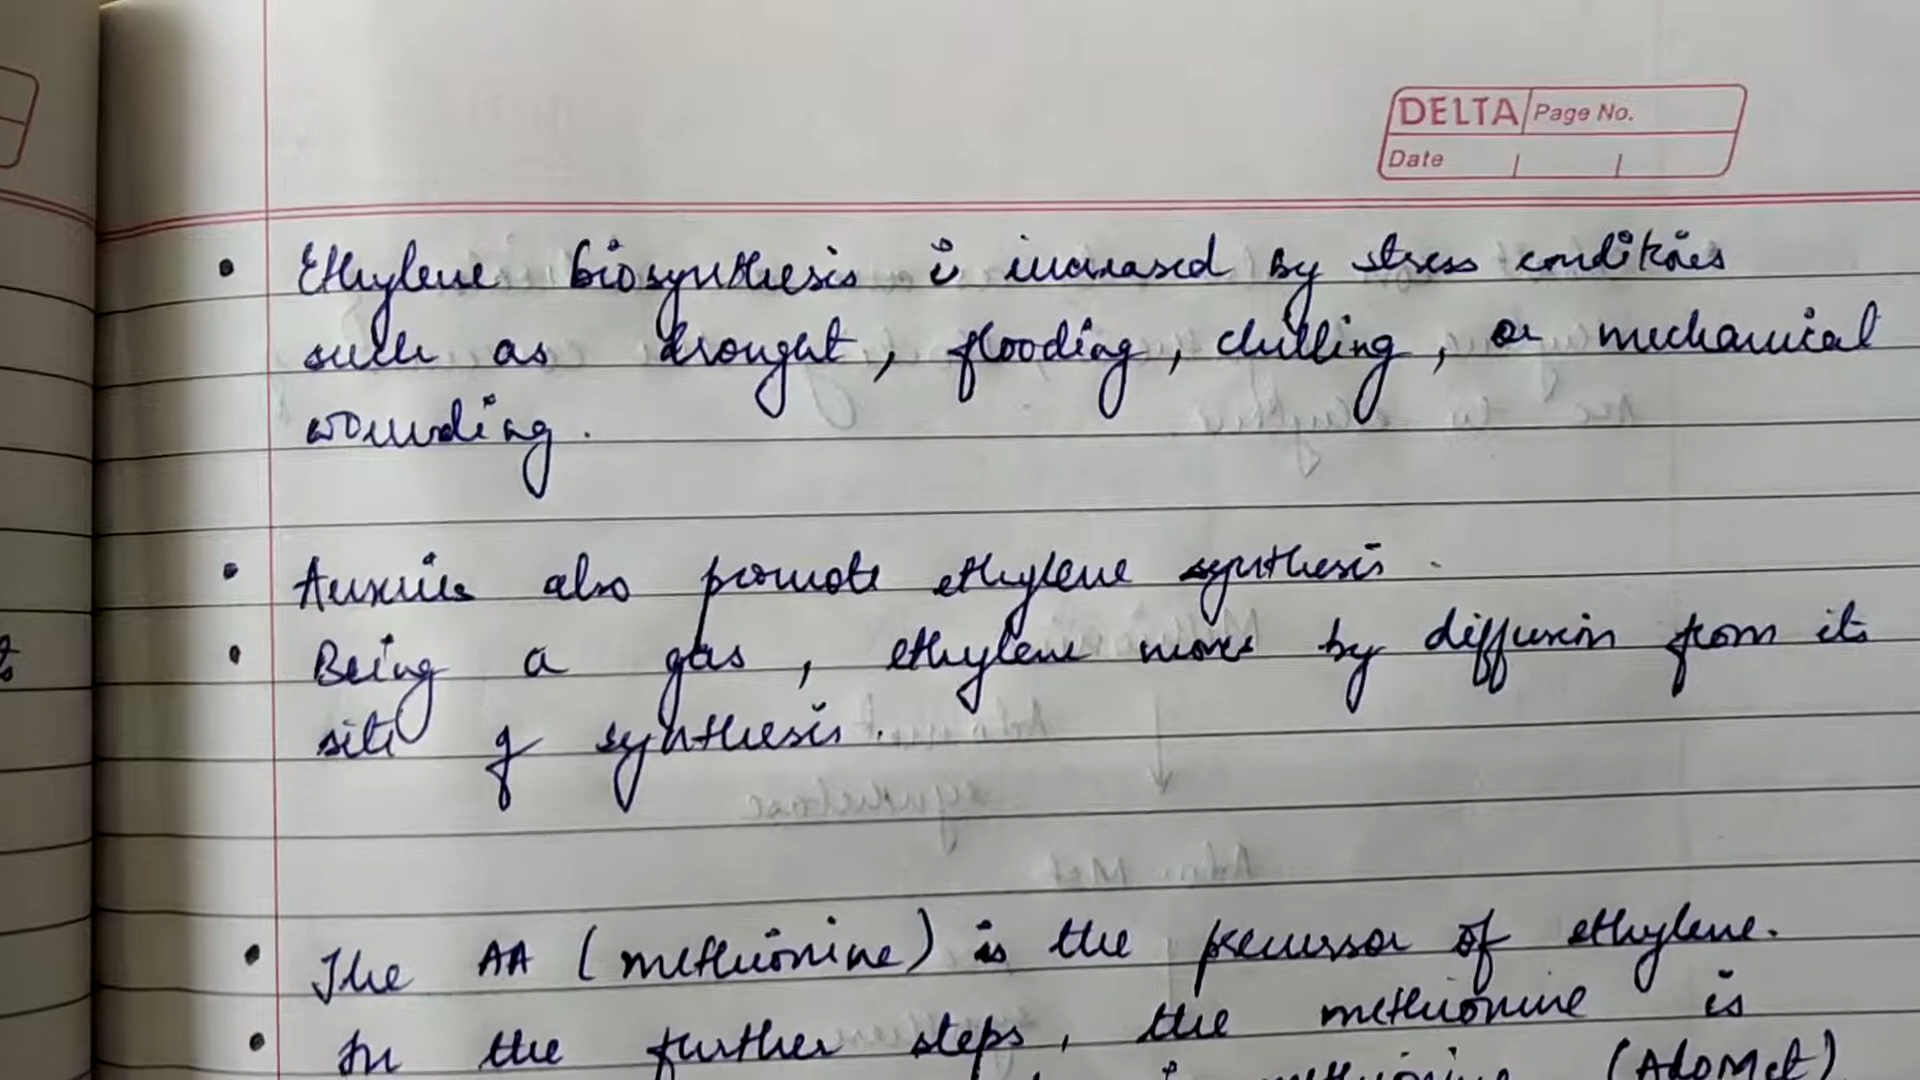 DELTA Page No.
Date
• Ethylene biosynthesis is increased by stress conditions
such as drought, flooding, chilling, or mechanical
wounding.
• Auxins also promote ethylene synthesis.
• Being a gas, ethylene moves by diffusion from its
site of synthesis.
• The AA (methionine) is the precursor of ethylene.
• In the further steps, the methionine is
methionine (AdoMet)